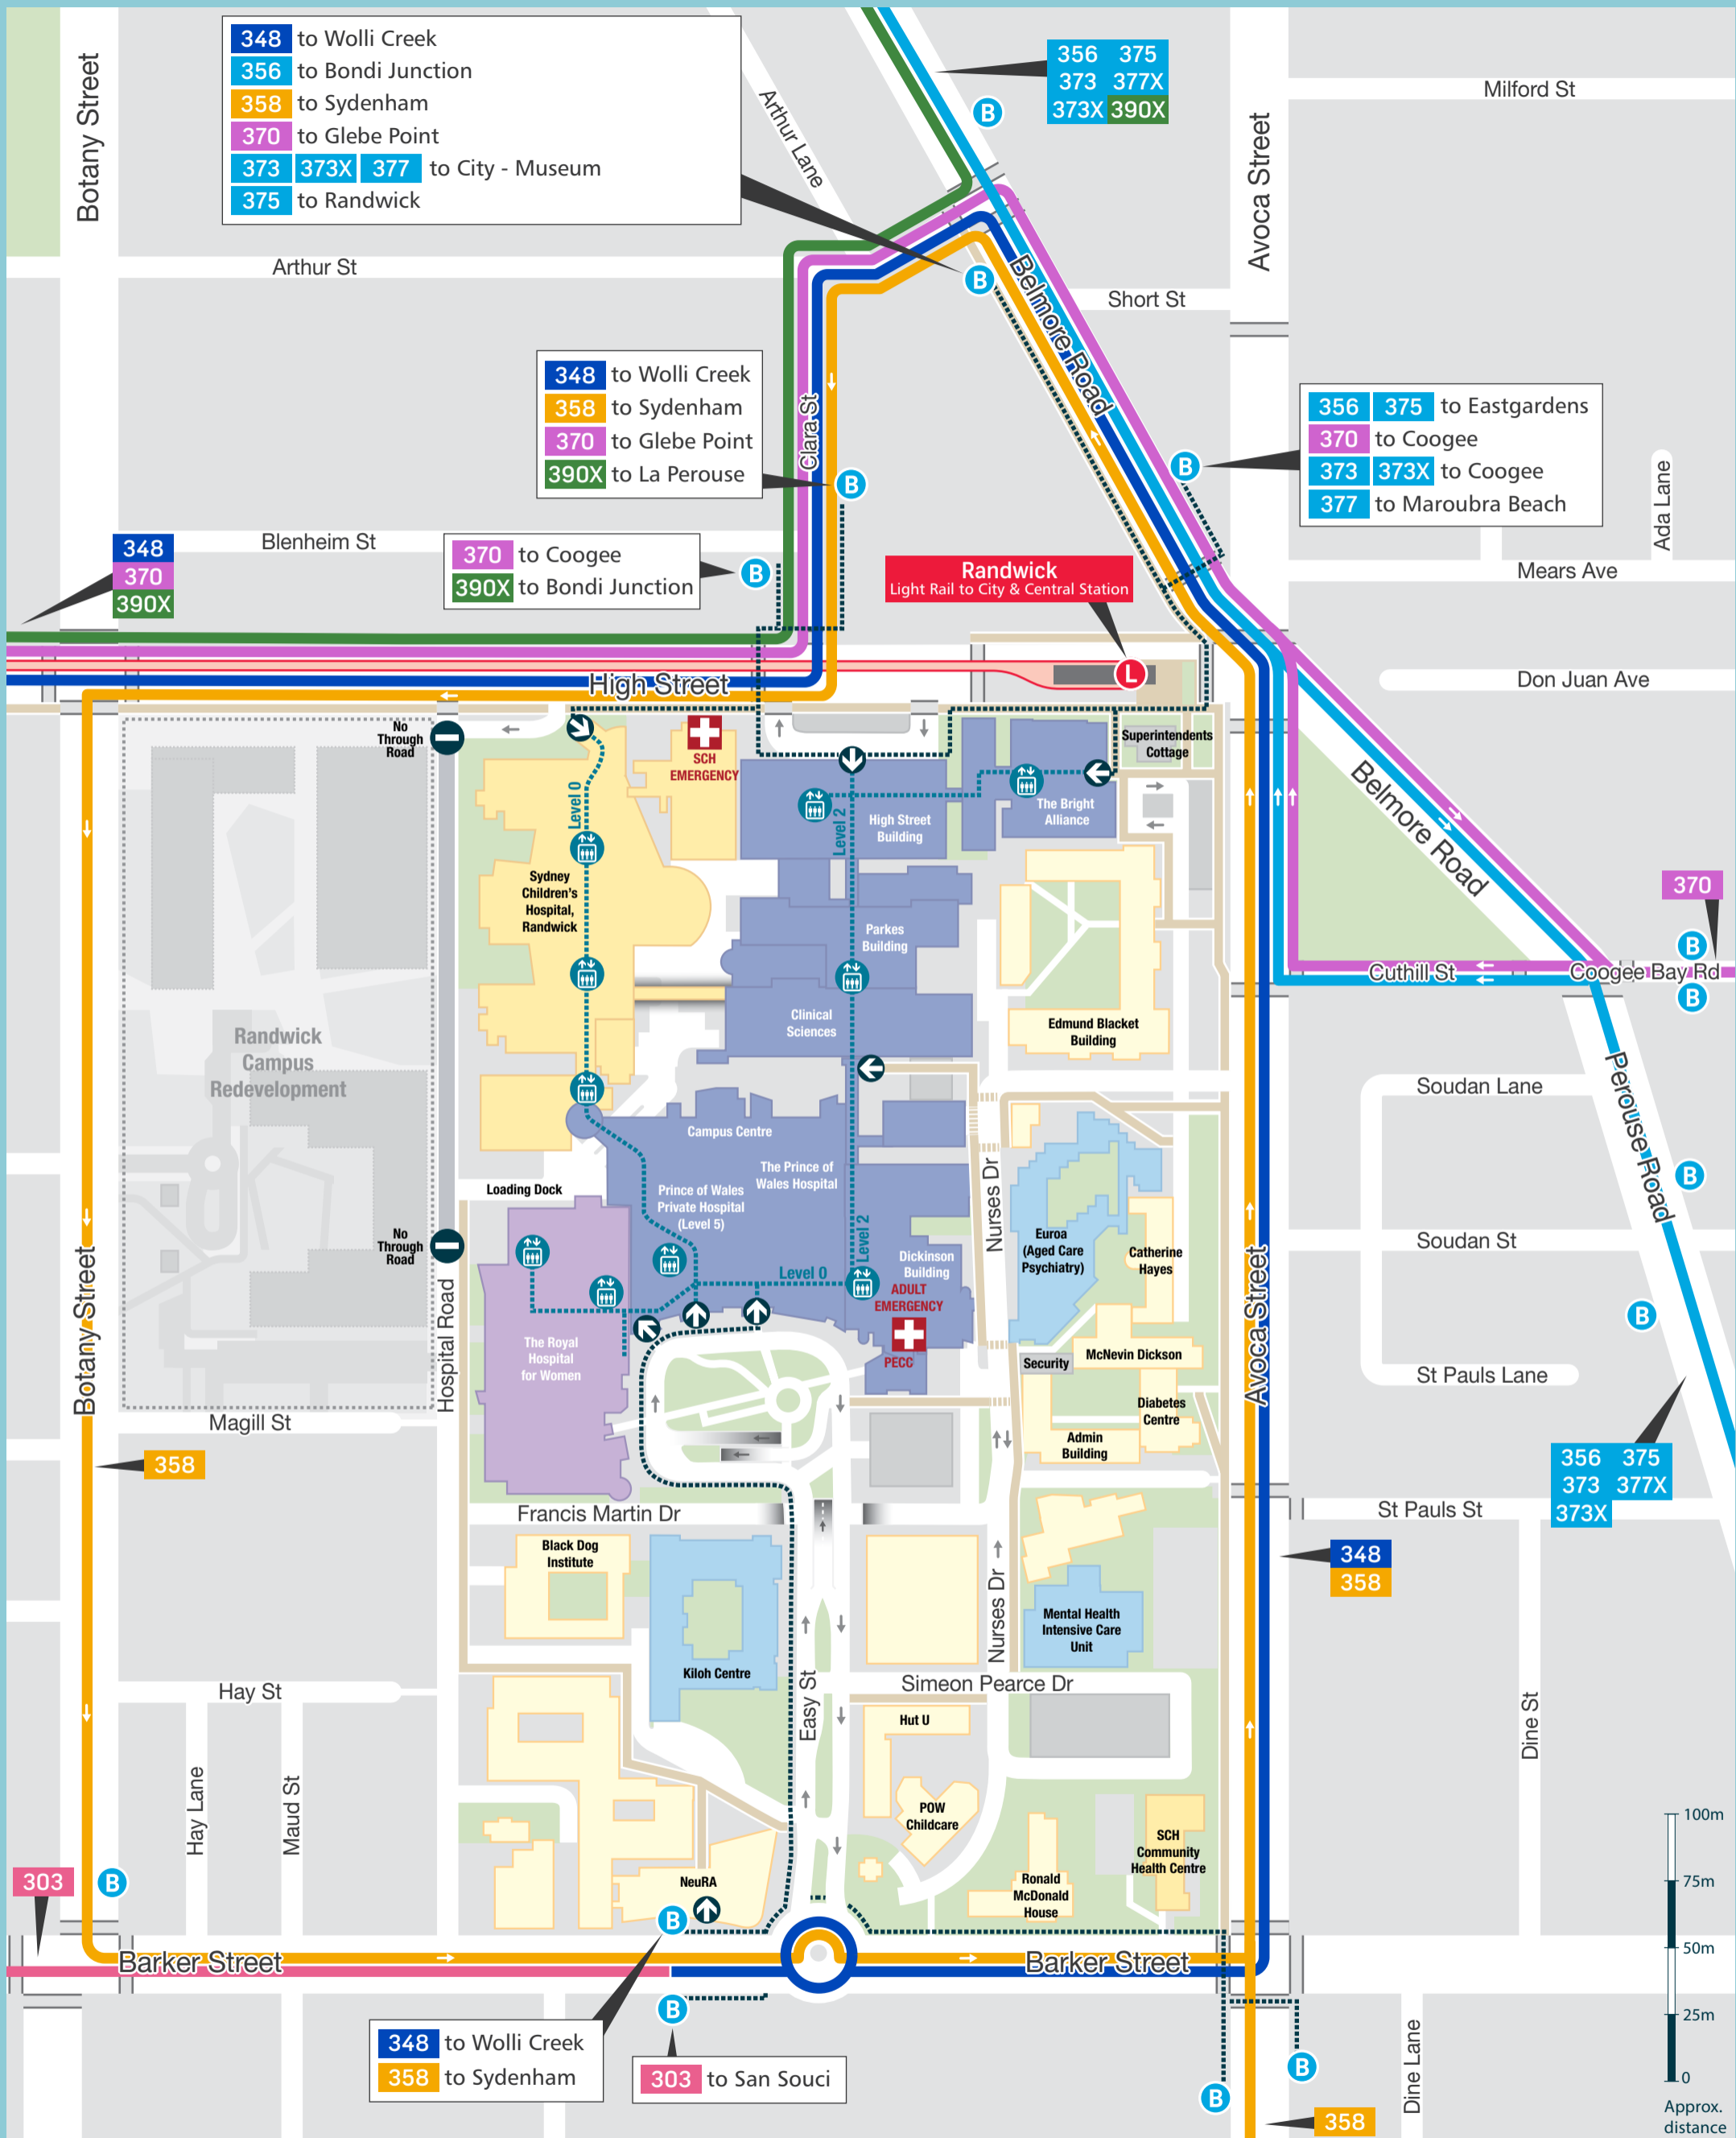 348 to Wolli Creek
356 to Bondi Junction
358 to Sydenham
370 to Glebe Point
373 373X 377 to City - Museum
375 to Randwick
356 375
373 377X
373X 390X
B
Milford St
Botany Street
Arthur Lane
Avoca Street
Arthur St
B
Short St
Belmore Road
348 to Wolli Creek
358 to Sydenham
370 to Glebe Point
390X to La Perouse
Clara St
B
356 375 to Eastgardens
370 to Coogee
373 373X to Coogee
377 to Maroubra Beach
B
Ada Lane
Blenheim St
348
370
390X
370 to Coogee
390X to Bondi Junction
B
Randwick
Light Rail to City & Central Station
Mears Ave
L
High Street
Don Juan Ave
No
Through
Road
SCH
EMERGENCY
Superintendents
Cottage
Level 0
Level 2
High Street
Building
The Bright
Alliance
Belmore Road
Sydney
Children's
Hospital,
Randwick
Parkes
Building
370
B
Cuthill St
Coogee Bay Rd
B
Clinical
Sciences
Edmund Blacket
Building
Randwick
Campus
Redevelopment
Soudan Lane
Perouse Road
Campus Centre
The Prince of
Wales Hospital
Loading Dock
Prince of Wales
Private Hospital
(Level 5)
Nurses Dr
B
No
Through
Road
Level 2
Dickinson
Building
Euroa
(Aged Care
Psychiatry)
Catherine
Hayes
Soudan St
Level 0
ADULT
EMERGENCY
B
Botany Street
Hospital Road
The Royal
Hospital
for Women
PECC
Security
McNevin Dickson
Avoca Street
St Pauls Lane
Diabetes
Centre
Magill St
Admin
Building
358
356 375
373 377X
373X
Francis Martin Dr
St Pauls St
Black Dog
Institute
348
358
Nurses Dr
Mental Health
Intensive Care
Unit
Kiloh Centre
Hay St
Easy St
Simeon Pearce Dr
Hut U
Dine St
Hay Lane
Maud St
POW
Childcare
SCH
Community
Health Centre
100m
75m
50m
25m
0
Approx.
distance
303
B
NeuRA
Ronald
McDonald
House
B
Barker Street
Barker Street
B
348 to Wolli Creek
358 to Sydenham
303 to San Souci
Dine Lane
B
B
358